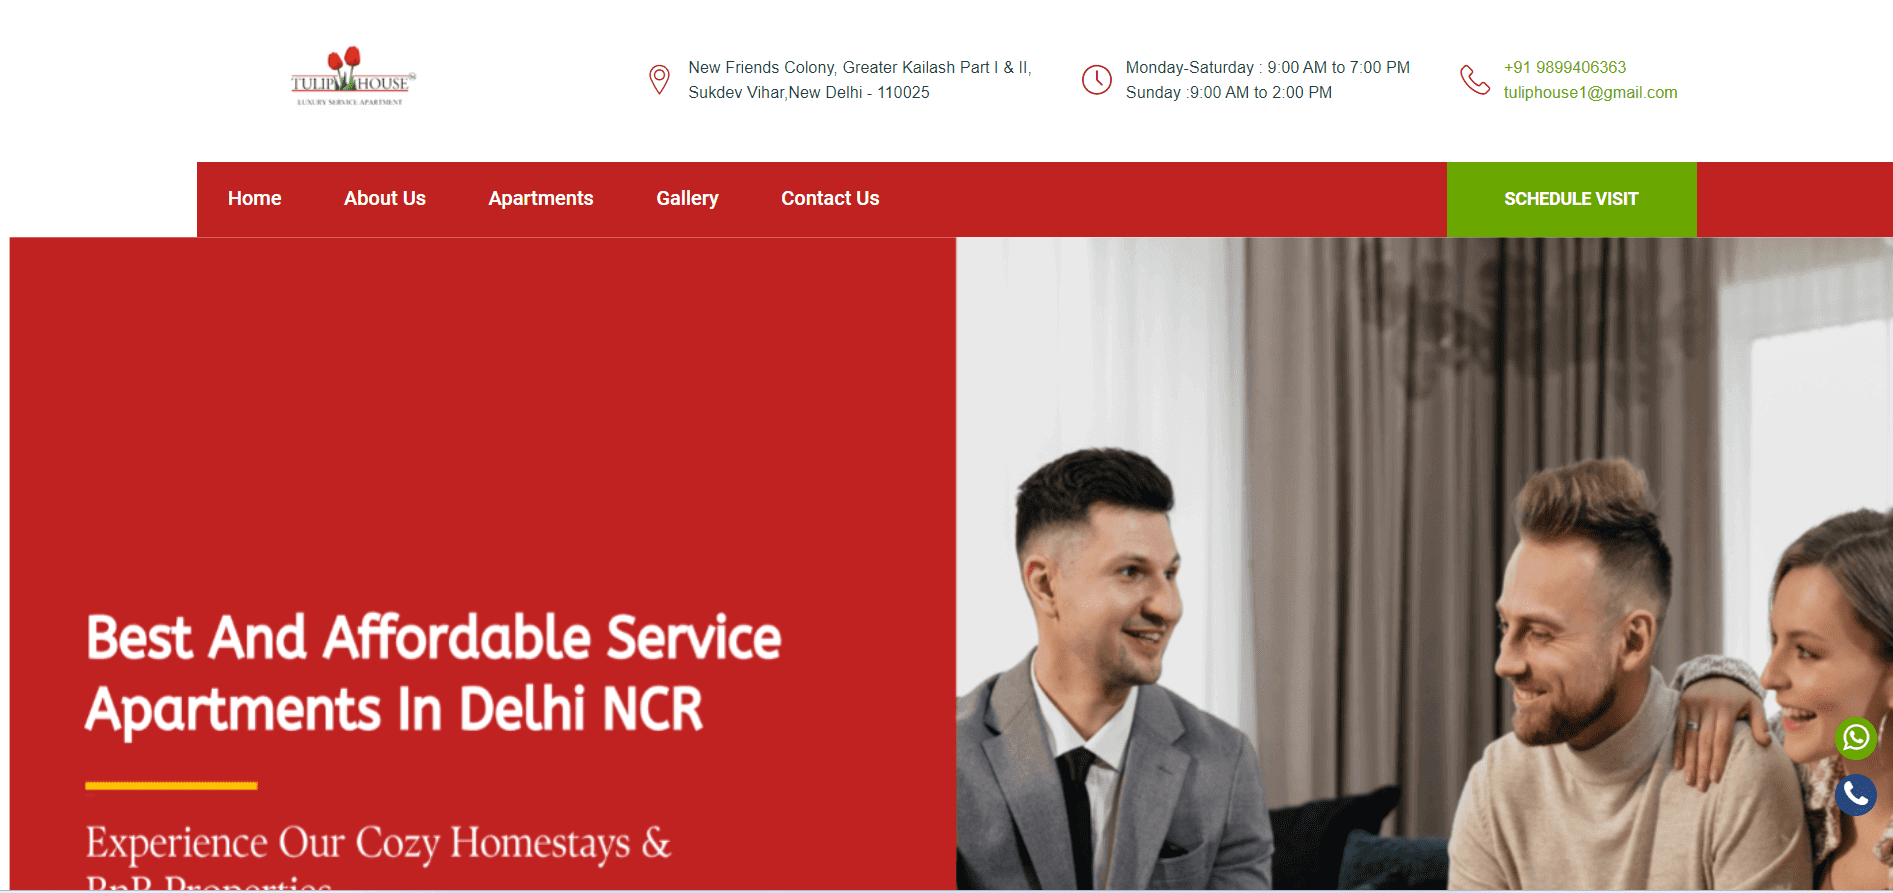 TULIP HOUSE
LUXURY SERVICE APARTMENT
New Friends Colony, Greater Kailash Part I & II,
Sukdev Vihar,New Delhi - 110025
Monday-Saturday : 9:00 AM to 7:00 PM
Sunday :9:00 AM to 2:00 PM
+91 9899406363
tuliphouse1@gmail.com
Home
About Us
Apartments
Gallery
Contact Us
SCHEDULE VISIT
Best And Affordable Service
Apartments In Delhi NCR
Experience Our Cozy Homestays &
BnB Properties